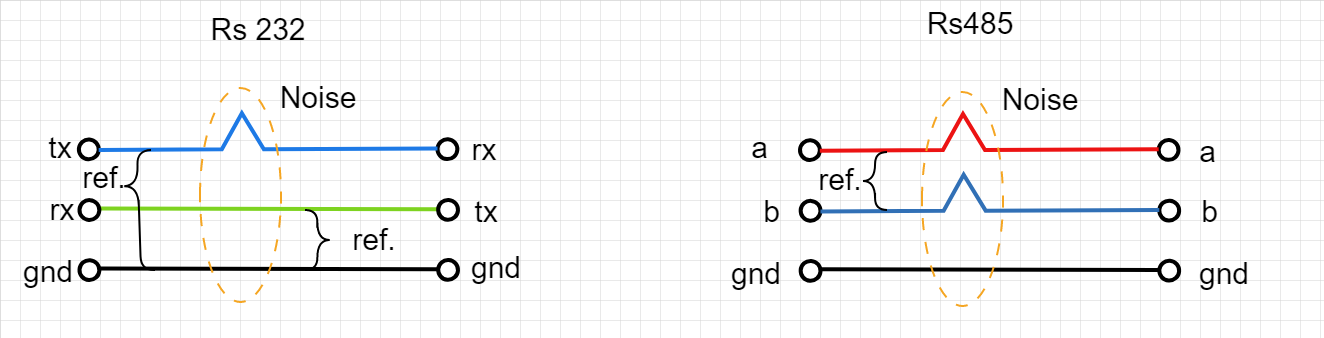 Rs 232
Noise
tx
rx
ref.
rx
tx
ref.
gnd
gnd
Rs485
Noise
a
a
ref.
b
b
gnd
gnd